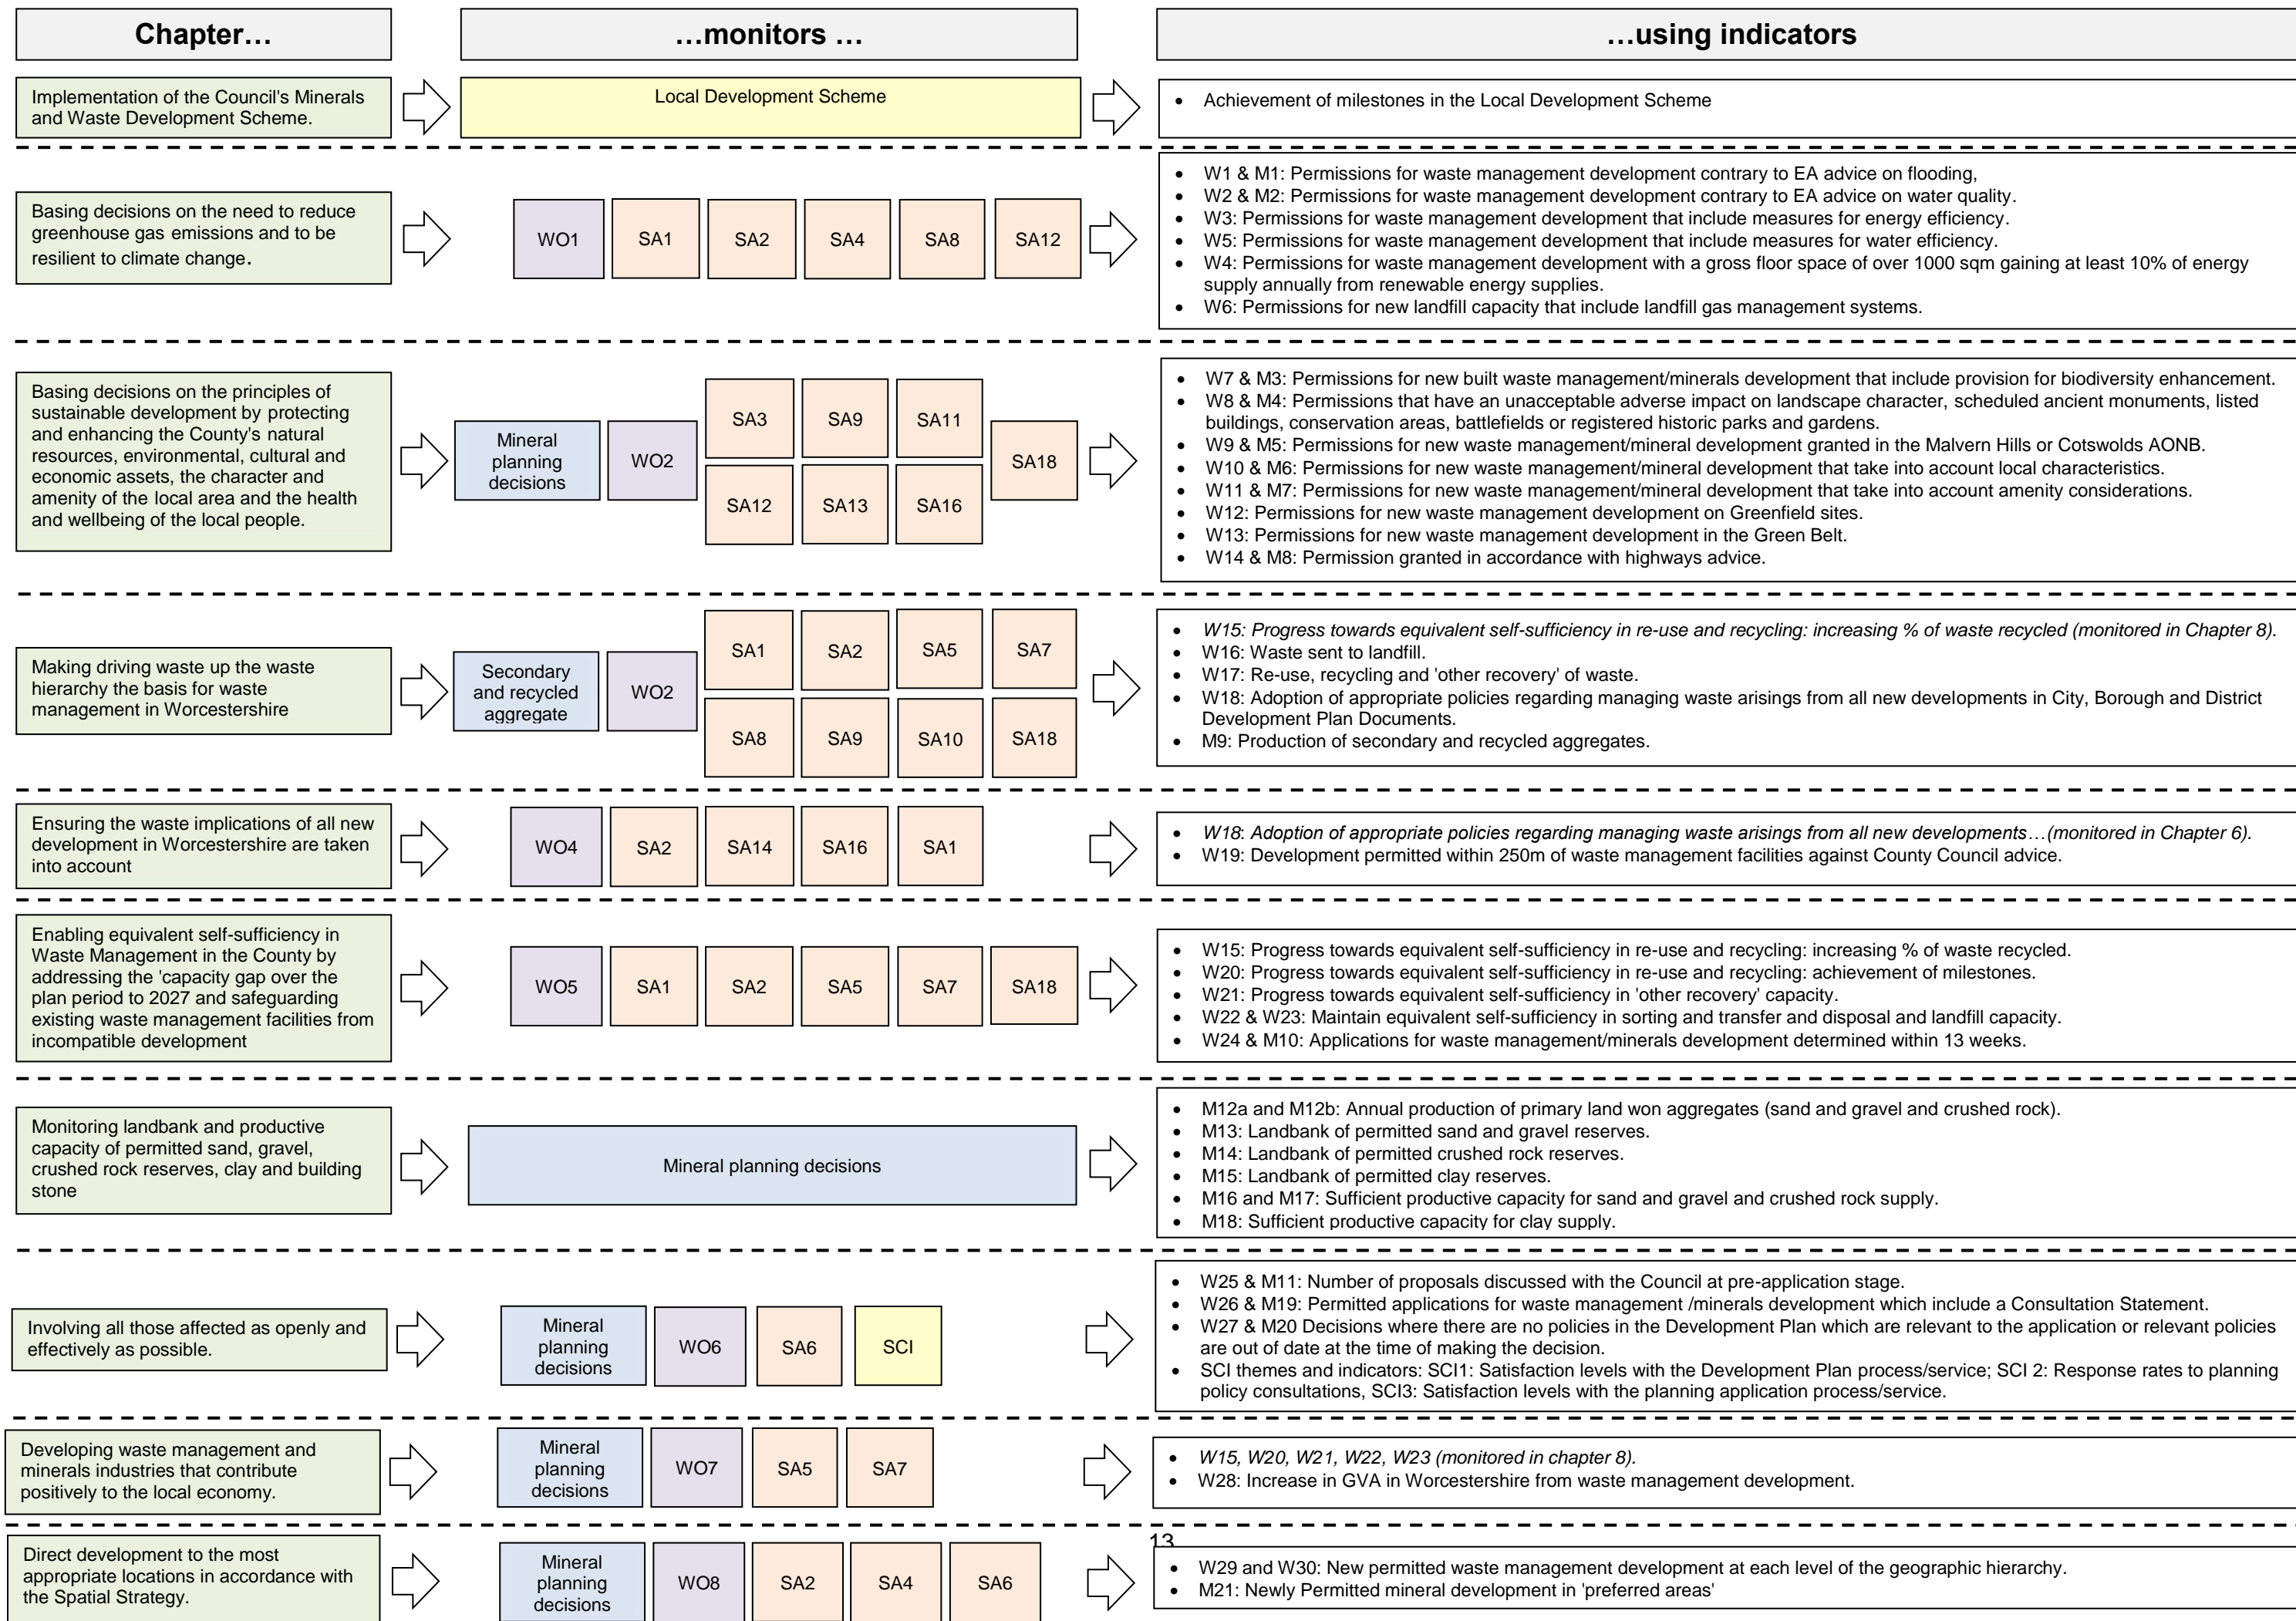 Chapter…
…monitors …
…using indicators
Implementation of the Council's Minerals
and Waste Development Scheme.
Local Development Scheme
• Achievement of milestones in the Local Development Scheme
Basing decisions on the need to reduce
greenhouse gas emissions and to be
resilient to climate change.
WO1
SA1
SA2
SA4
SA8
SA12
• W1 & M1: Permissions for waste management development contrary to EA advice on flooding,
• W2 & M2: Permissions for waste management development contrary to EA advice on water quality.
• W3: Permissions for waste management development that include measures for energy efficiency.
• W5: Permissions for waste management development that include measures for water efficiency.
• W4: Permissions for waste management development with a gross floor space of over 1000 sqm gaining at least 10% of energy
supply annually from renewable energy supplies.
• W6: Permissions for new landfill capacity that include landfill gas management systems.
Basing decisions on the principles of
sustainable development by protecting
and enhancing the County's natural
resources, environmental, cultural and
economic assets, the character and
amenity of the local area and the health
and wellbeing of the local people.
Mineral
planning
decisions
WO2
SA3
SA9
SA11
SA12
SA13
SA16
SA18
• W7 & M3: Permissions for new built waste management/minerals development that include provision for biodiversity enhancement.
• W8 & M4: Permissions that have an unacceptable adverse impact on landscape character, scheduled ancient monuments, listed
buildings, conservation areas, battlefields or registered historic parks and gardens.
• W9 & M5: Permissions for new waste management/mineral development granted in the Malvern Hills or Cotswolds AONB.
• W10 & M6: Permissions for new waste management/mineral development that take into account local characteristics.
• W11 & M7: Permissions for new waste management/mineral development that take into account amenity considerations.
• W12: Permissions for new waste management development on Greenfield sites.
• W13: Permissions for new waste management development in the Green Belt.
• W14 & M8: Permission granted in accordance with highways advice.
Making driving waste up the waste
hierarchy the basis for waste
management in Worcestershire
Secondary
and recycled
aggregate
WO2
SA1
SA2
SA5
SA7
SA8
SA9
SA10
SA18
• W15: Progress towards equivalent self-sufficiency in re-use and recycling: increasing % of waste recycled (monitored in Chapter 8).
• W16: Waste sent to landfill.
• W17: Re-use, recycling and 'other recovery' of waste.
• W18: Adoption of appropriate policies regarding managing waste arisings from all new developments in City, Borough and District
Development Plan Documents.
• M9: Production of secondary and recycled aggregates.
Ensuring the waste implications of all new
development in Worcestershire are taken
into account
WO4
SA2
SA14
SA16
SA1
• W18: Adoption of appropriate policies regarding managing waste arisings from all new developments…(monitored in Chapter 6).
• W19: Development permitted within 250m of waste management facilities against County Council advice.
Enabling equivalent self-sufficiency in
Waste Management in the County by
addressing the 'capacity gap over the
plan period to 2027 and safeguarding
existing waste management facilities from
incompatible development
WO5
SA1
SA2
SA5
SA7
SA18
• W15: Progress towards equivalent self-sufficiency in re-use and recycling: increasing % of waste recycled.
• W20: Progress towards equivalent self-sufficiency in re-use and recycling: achievement of milestones.
• W21: Progress towards equivalent self-sufficiency in 'other recovery' capacity.
• W22 & W23: Maintain equivalent self-sufficiency in sorting and transfer and disposal and landfill capacity.
• W24 & M10: Applications for waste management/minerals development determined within 13 weeks.
Monitoring landbank and productive
capacity of permitted sand, gravel,
crushed rock reserves, clay and building
stone
Mineral planning decisions
• M12a and M12b: Annual production of primary land won aggregates (sand and gravel and crushed rock).
• M13: Landbank of permitted sand and gravel reserves.
• M14: Landbank of permitted crushed rock reserves.
• M15: Landbank of permitted clay reserves.
• M16 and M17: Sufficient productive capacity for sand and gravel and crushed rock supply.
• M18: Sufficient productive capacity for clay supply.
Involving all those affected as openly and
effectively as possible.
Mineral
planning
decisions
WO6
SA6
SCI
• W25 & M11: Number of proposals discussed with the Council at pre-application stage.
• W26 & M19: Permitted applications for waste management /minerals development which include a Consultation Statement.
• W27 & M20 Decisions where there are no policies in the Development Plan which are relevant to the application or relevant policies
are out of date at the time of making the decision.
• SCI themes and indicators: SCI1: Satisfaction levels with the Development Plan process/service; SCI 2: Response rates to planning
policy consultations, SCI3: Satisfaction levels with the planning application process/service.
Developing waste management and
minerals industries that contribute
positively to the local economy.
Mineral
planning
decisions
WO7
SA5
SA7
• W15, W20, W21, W22, W23 (monitored in chapter 8).
• W28: Increase in GVA in Worcestershire from waste management development.
13
Direct development to the most
appropriate locations in accordance with
the Spatial Strategy.
Mineral
planning
decisions
WO8
SA2
SA4
SA6
• W29 and W30: New permitted waste management development at each level of the geographic hierarchy.
• M21: Newly Permitted mineral development in 'preferred areas'